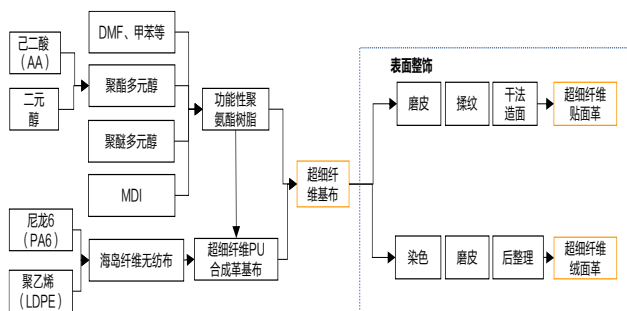 己二酸
（AA）
二元
醇
DMF、甲苯等
聚酯多元醇
聚醚多元醇
MDI
功能性聚
氨酯树脂
尼龙6
（PA6）
聚乙烯
（LDPE）
海岛纤维无纺布
超细纤维PU
合成革基布
超细纤
维基布
表面整饰
磨皮
揉纹
干法
造面
超细纤维
贴面革
染色
磨皮
后整理
超细纤维
绒面革